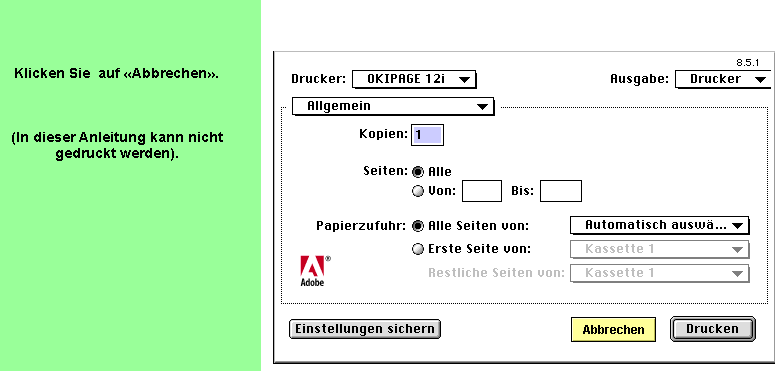 Klicken Sie auf «Abbrechen».
(In dieser Anleitung kann nicht
gedruckt werden).
8.5.1
Drucker: OKIPAGE 12i Ausgabe: Drucker
Allgemein
Kopien: 1
Seiten: Alle
Von: Bis:
Papierzufuhr: Alle Seiten von: Automatisch auswä...
Erste Seite von: Kassette 1
Restliche Seiten von: Kassette 1
Adobe®
Einstellungen sichern Abbrechen Drucken